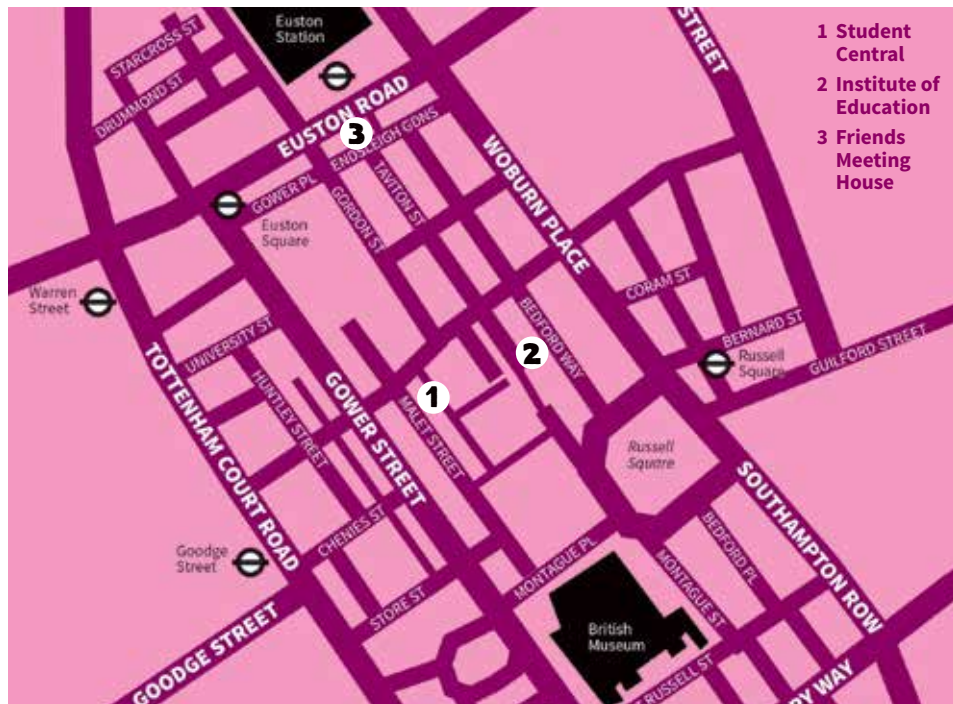 Euston
Station
STARCROSS ST
DRUMMOND ST
EUSTON ROAD
3
ENDSLEIGH GDNS
STREET
1 Student
Central
2 Institute of
Education
3 Friends
Meeting
House
GOWER PL
TAVITON ST
GORDON ST
WOBURN PLACE
Euston
Square
Warren
Street
CORAM ST
BERNARD ST
GUILFORD STREET
Russell
Square
UNIVERSITY ST
BEDFORD WAY
2
1
TOTTENHAM COURT ROAD
HUNTLEY STREET
GOWER STREET
MALET STREET
Russell
Square
SOUTHAMPTON ROW
CHENIES ST
Goodge
Street
STORE ST
MONTAGUE PL
MONTAGUE ST
BEDFORD PL
GOODGE STREET
British
Museum
RUSSELL ST
RY WAY